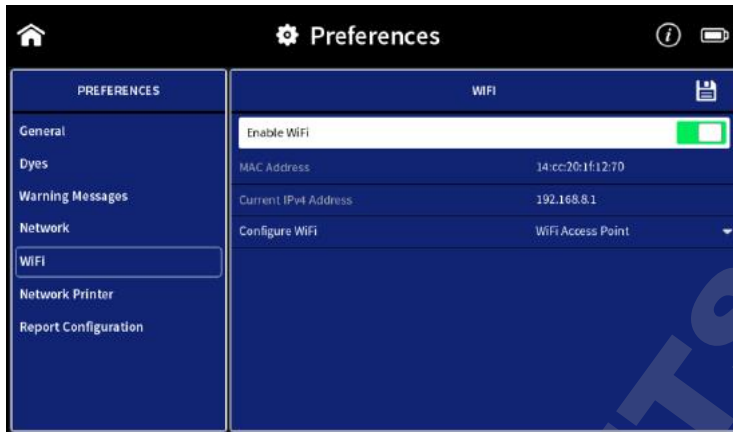 Preferences
PREFERENCES
General
Dyes
Warning Messages
Network
WiFi
Network Printer
Report Configuration
WIFI
Enable WiFi
MAC Address 14:cc:20:1f:12:70
Current IPv4 Address 192.168.8.1
Configure WiFi WiFi Access Point